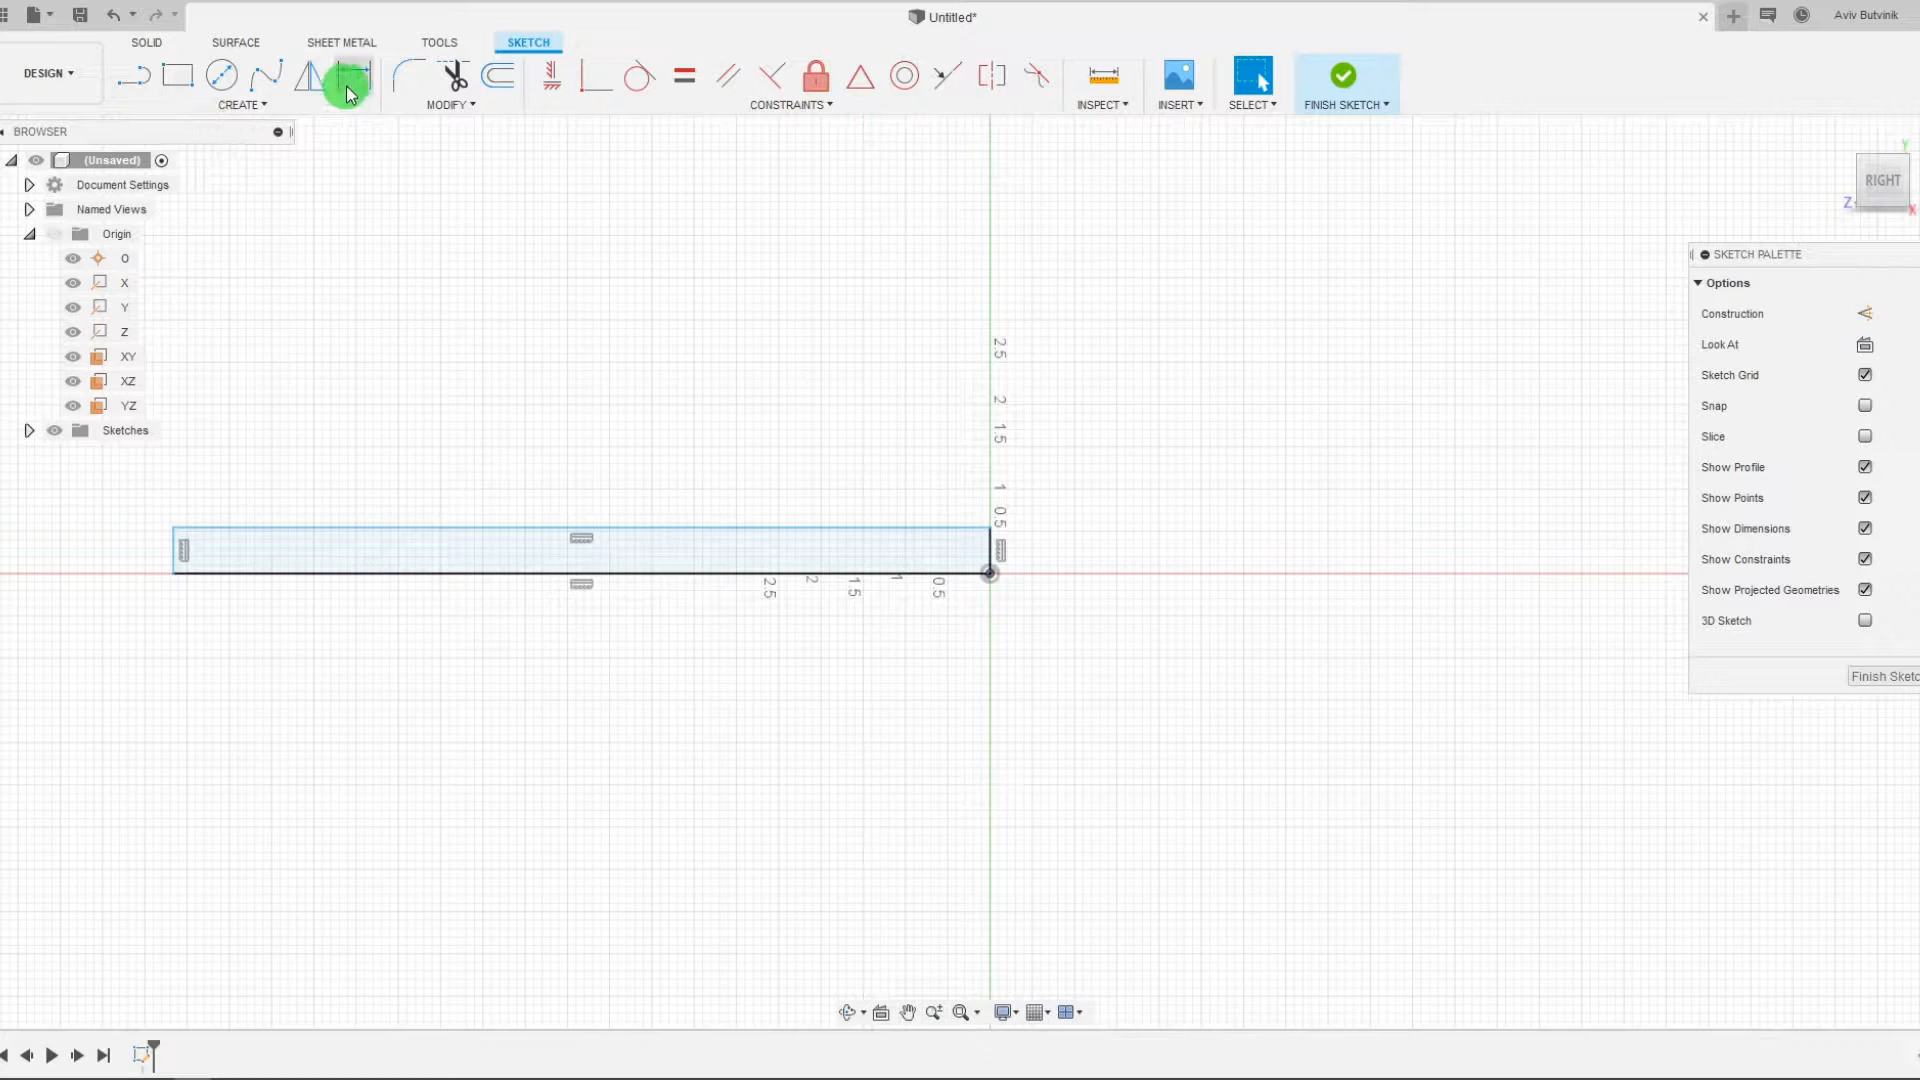 Untitled*
Aviv Butvinik
SOLID
SURFACE
SHEET METAL
TOOLS
SKETCH
DESIGN
CREATE
MODIFY
CONSTRAINTS
INSPECT
INSERT
SELECT
FINISH SKETCH
BROWSER
(Unsaved)
Document Settings
Named Views
Origin
O
X
Y
Z
XY
XZ
YZ
Sketches
Y
RIGHT
Z
X
SKETCH PALETTE
Options
Construction
Look At
Sketch Grid
Snap
Slice
Show Profile
Show Points
Show Dimensions
Show Constraints
Show Projected Geometries
3D Sketch
Finish Sketc
2.5
2
1.5
1
0.5
2.5
2
1.5
1
0.5